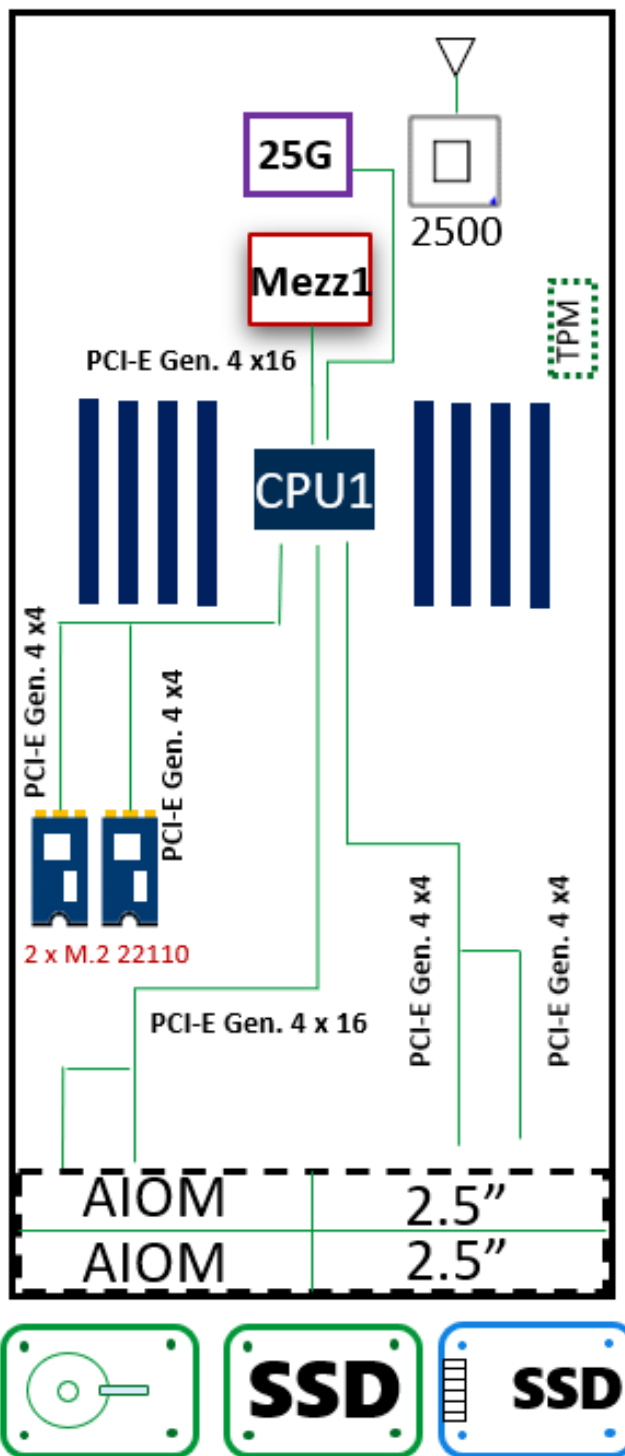 25G
2500
Mezz1
TPM
PCI-E Gen. 4 x16
CPU1
PCI-E Gen. 4 x4
PCI-E Gen. 4 x4
2 x M.2 22110
PCI-E Gen. 4 x4
PCI-E Gen. 4 x4
PCI-E Gen. 4 x 16
AIOM
2.5”
AIOM
2.5”
SSD
SSD